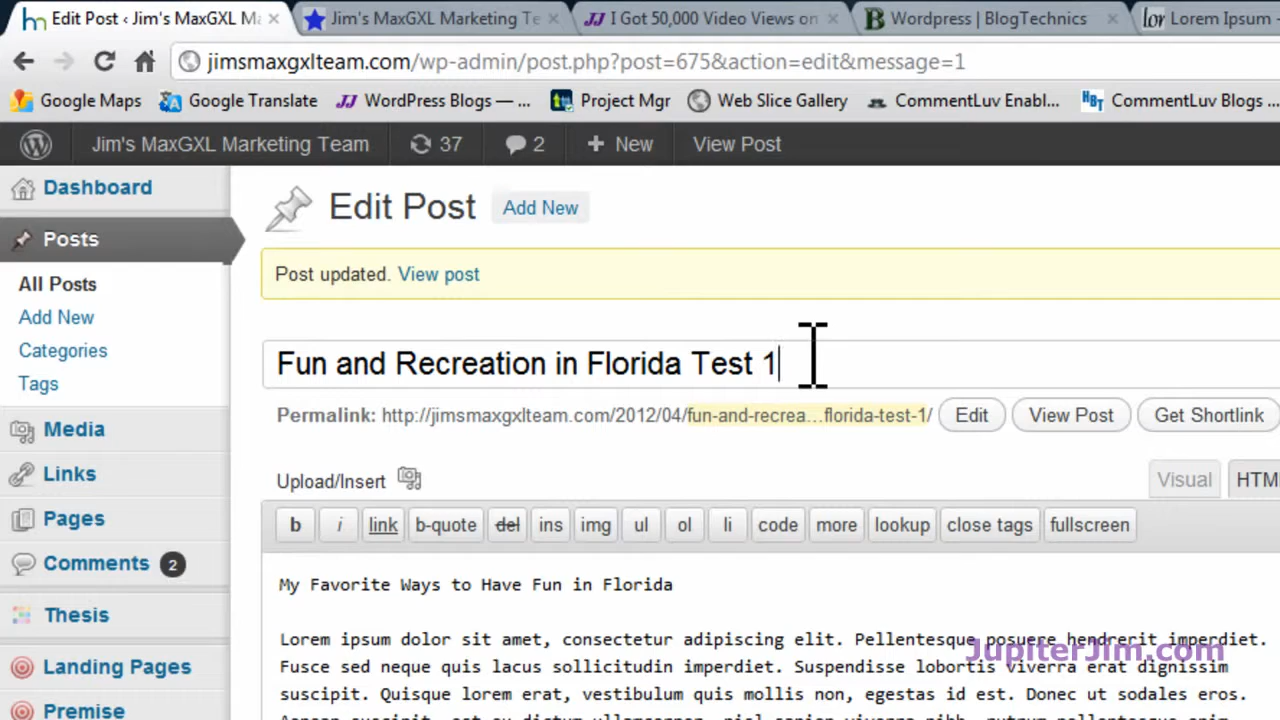 Edit Post ‹ Jim's MaxGXL Ma
Jim's MaxGXL Marketing Te
JJ I Got 50,000 Video Views on
B Wordpress | BlogTechnics
lor Lorem Ipsum -
jimsmaxgxlteam.com/wp-admin/post.php?post=675&action=edit&message=1
Google Maps
Google Translate
JJ WordPress Blogs — ...
Project Mgr
Web Slice Gallery
CommentLuv Enabl...
HBT CommentLuv Blogs ...
Jim's MaxGXL Marketing Team
37
2
+ New
View Post
Dashboard
Posts
All Posts
Add New
Categories
Tags
Media
Links
Pages
Comments 2
Thesis
Landing Pages
Premise
Edit Post Add New
Post updated. View post
Fun and Recreation in Florida Test 1
Permalink: http://jimsmaxgxlteam.com/2012/04/fun-and-recrea…florida-test-1/ Edit View Post Get Shortlink
Upload/Insert
Visual HTM
b i link b-quote del ins img ul ol li code more lookup close tags fullscreen
My Favorite Ways to Have Fun in Florida
Lorem ipsum dolor sit amet, consectetur adipiscing elit. Pellentesque posuere hendrerit imperdiet.
Fusce sed neque quis lacus sollicitudin imperdiet. Suspendisse lobortis viverra erat dignissim
suscipit. Quisque lorem erat, vestibulum quis mollis non, egestas id est. Donec ut sodales eros.
JupiterJim.com